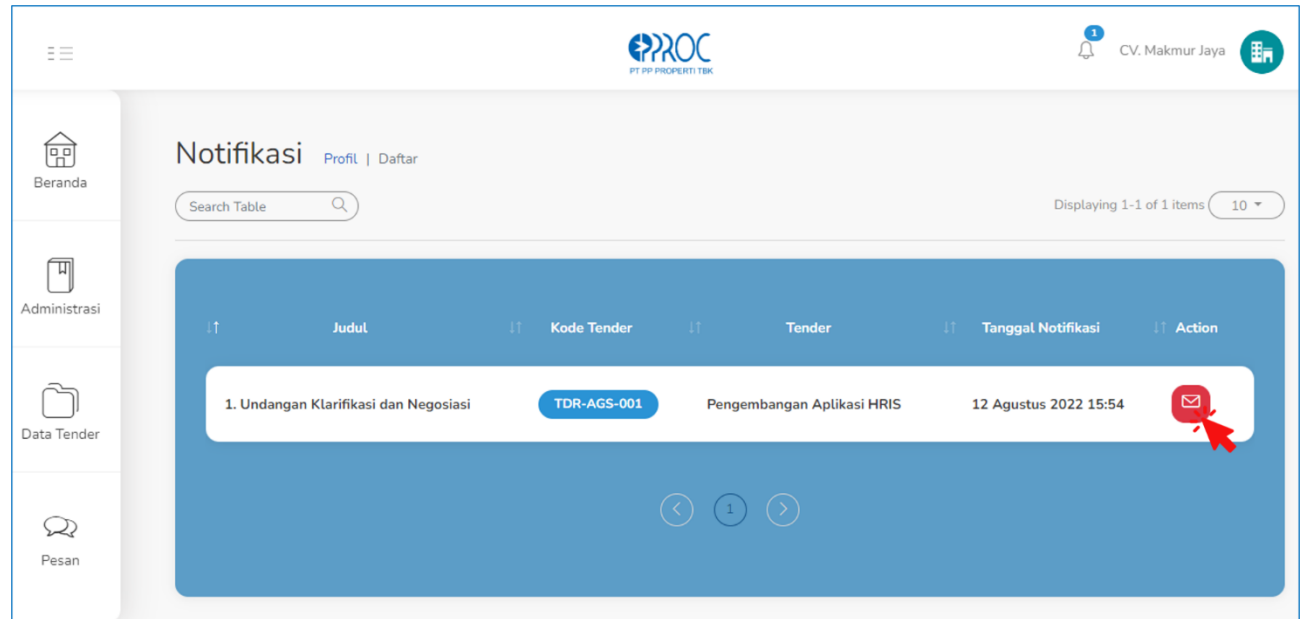 EPROC
PT PP PROPERTI TBK
1
CV. Makmur Jaya
Beranda
Administrasi
Data Tender
Pesan
Notifikasi Profil | Daftar
Search Table
Displaying 1-1 of 1 items 10
Judul Kode Tender Tender Tanggal Notifikasi Action
1. Undangan Klarifikasi dan Negosiasi TDR-AGS-001 Pengembangan Aplikasi HRIS 12 Agustus 2022 15:54
1